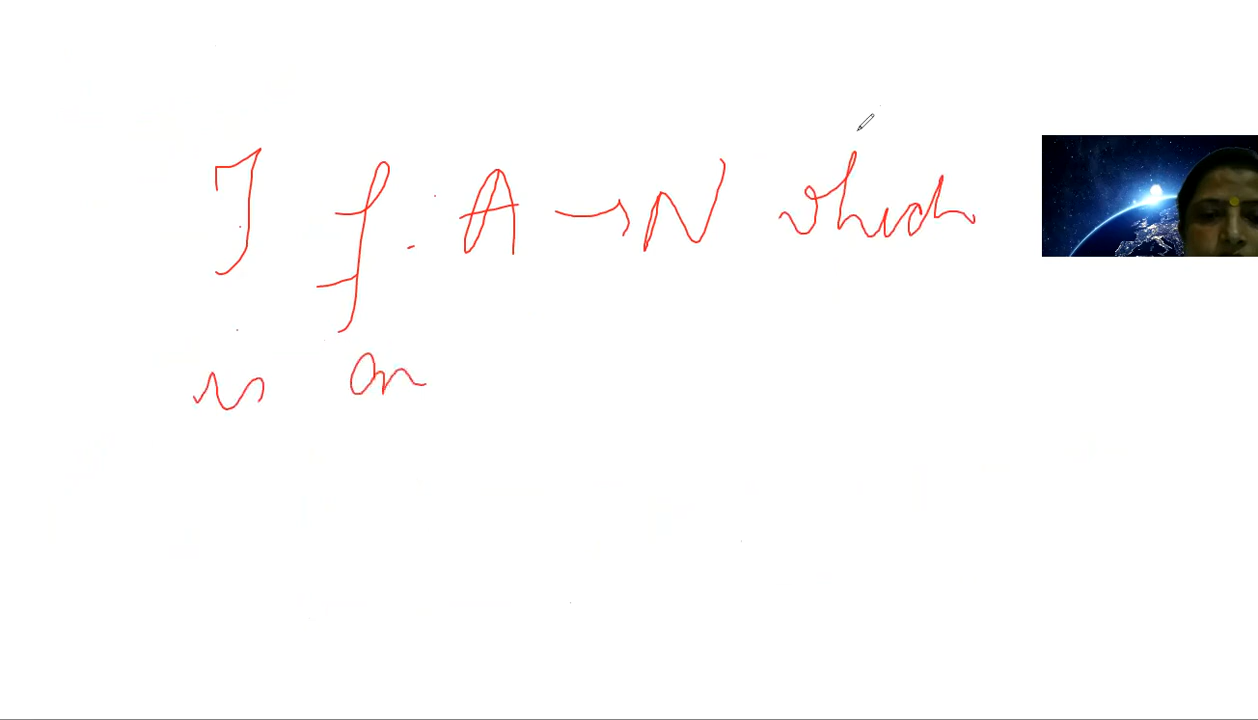 ∃ f : A → N which
is on